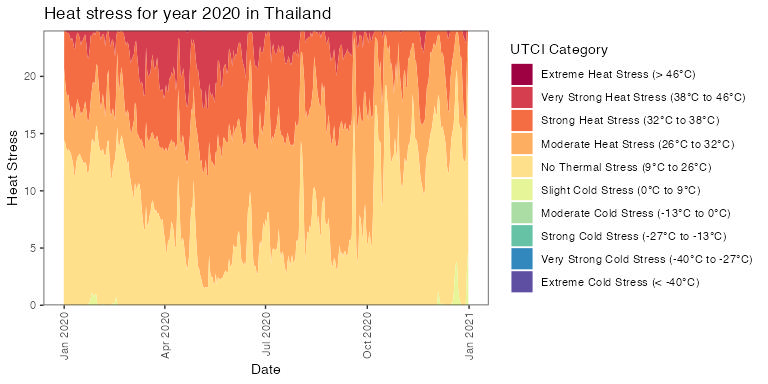 Heat stress for year 2020 in Thailand
Heat Stress
20
15
10
5
0
Jan 2020
Apr 2020
Jul 2020
Oct 2020
Jan 2021
Date
UTCI Category
Extreme Heat Stress (> 46°C)
Very Strong Heat Stress (38°C to 46°C)
Strong Heat Stress (32°C to 38°C)
Moderate Heat Stress (26°C to 32°C)
No Thermal Stress (9°C to 26°C)
Slight Cold Stress (0°C to 9°C)
Moderate Cold Stress (-13°C to 0°C)
Strong Cold Stress (-27°C to -13°C)
Very Strong Cold Stress (-40°C to -27°C)
Extreme Cold Stress (< -40°C)